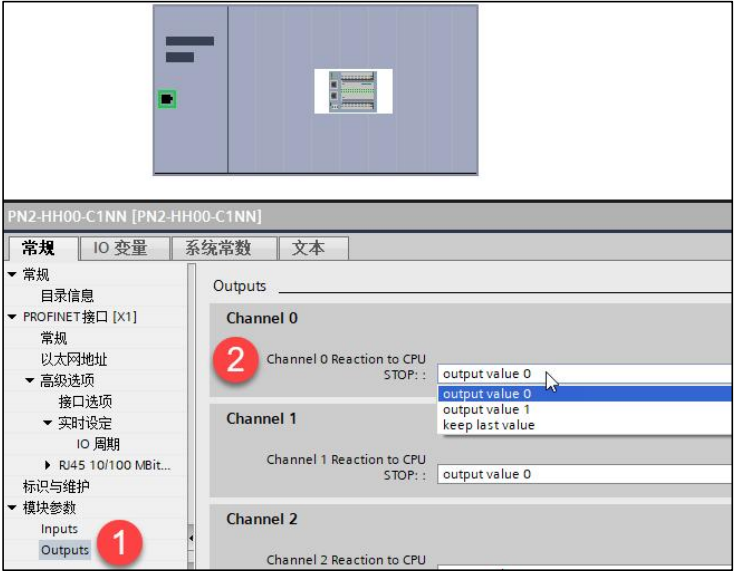 PN2-HH00-C1NN [PN2-HH00-C1NN]
常规 IO 变量 系统常数 文本
常规
目录信息
PROFINET接口 [X1]
常规
以太网地址
高级选项
接口选项
实时设定
IO 周期
RJ45 10/100 MBit...
标识与维护
模块参数
Inputs
Outputs
1
Outputs
Channel 0
2
Channel 0 Reaction to CPU
STOP: :
output value 0
output value 0
output value 1
keep last value
Channel 1
Channel 1 Reaction to CPU
STOP: :
output value 0
Channel 2
Channel 2 Reaction to CPU